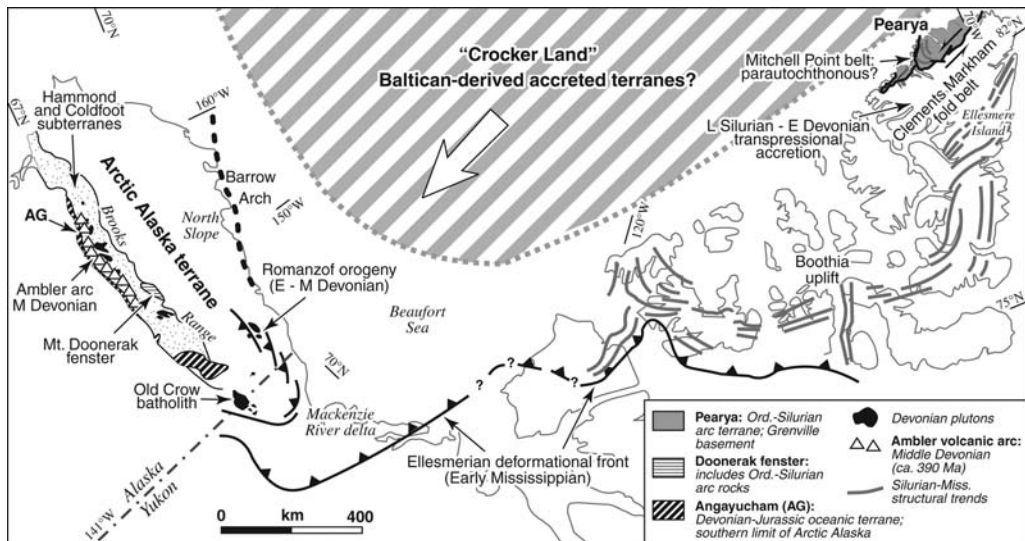 70°N
"Crocker Land"
Baltican-derived accreted terranes?
Pearya
70°W
82°N
Mitchell Point belt;
parautochthonous?
Clements Markham
fold belt
Ellesmere
Island
L Silurian - E Devonian
transpressional
accretion
67°N
Hammond
and Coldfoot
subterranes
160°W
Arctic Alaska terrane
Barrow
Arch
North
Slope
150°W
AG
Brooks
Range
Ambler arc
M Devonian
Mt. Doonerak
fenster
Romanzof orogeny
(E - M Devonian)
Beaufort
Sea
120°W
Boothia
uplift
75°N
70°N
Old Crow
batholith
Mackenzie
River delta
?
?
?
Ellesmerian deformational front
(Early Mississippian)
Alaska
Yukon
141°W
0 200 400
km
Pearya: Ord.-Silurian
arc terrane; Grenville
basement
Doonerak fenster:
includes Ord.-Silurian
arc rocks
Angayucham (AG):
Devonian-Jurassic oceanic terrane;
southern limit of Arctic Alaska
Devonian plutons
Ambler volcanic arc:
Middle Devonian
(ca. 390 Ma)
Silurian-Miss.
structural trends